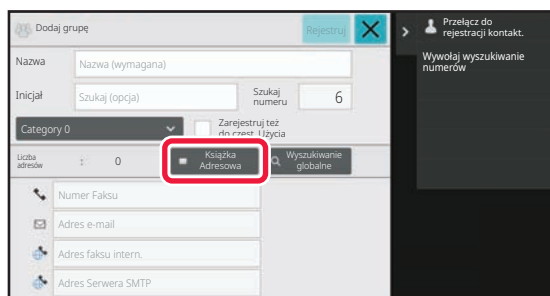 Dodaj grupę
Rejestruj
Przełącz do
rejestracji kontakt.
Wywołaj wyszukiwanie
numerów
Nazwa
Nazwa (wymagana)
Inicjał
Szukaj (opcja)
Szukaj
numeru
6
Category 0
Zarejestruj też
do częst. Użycia
Liczba
adresów
:
0
Książka
Adresowa
Wyszukiwanie
globalne
Numer Faksu
Adres e-mail
Adres faksu intern.
Adres Serwera SMTP